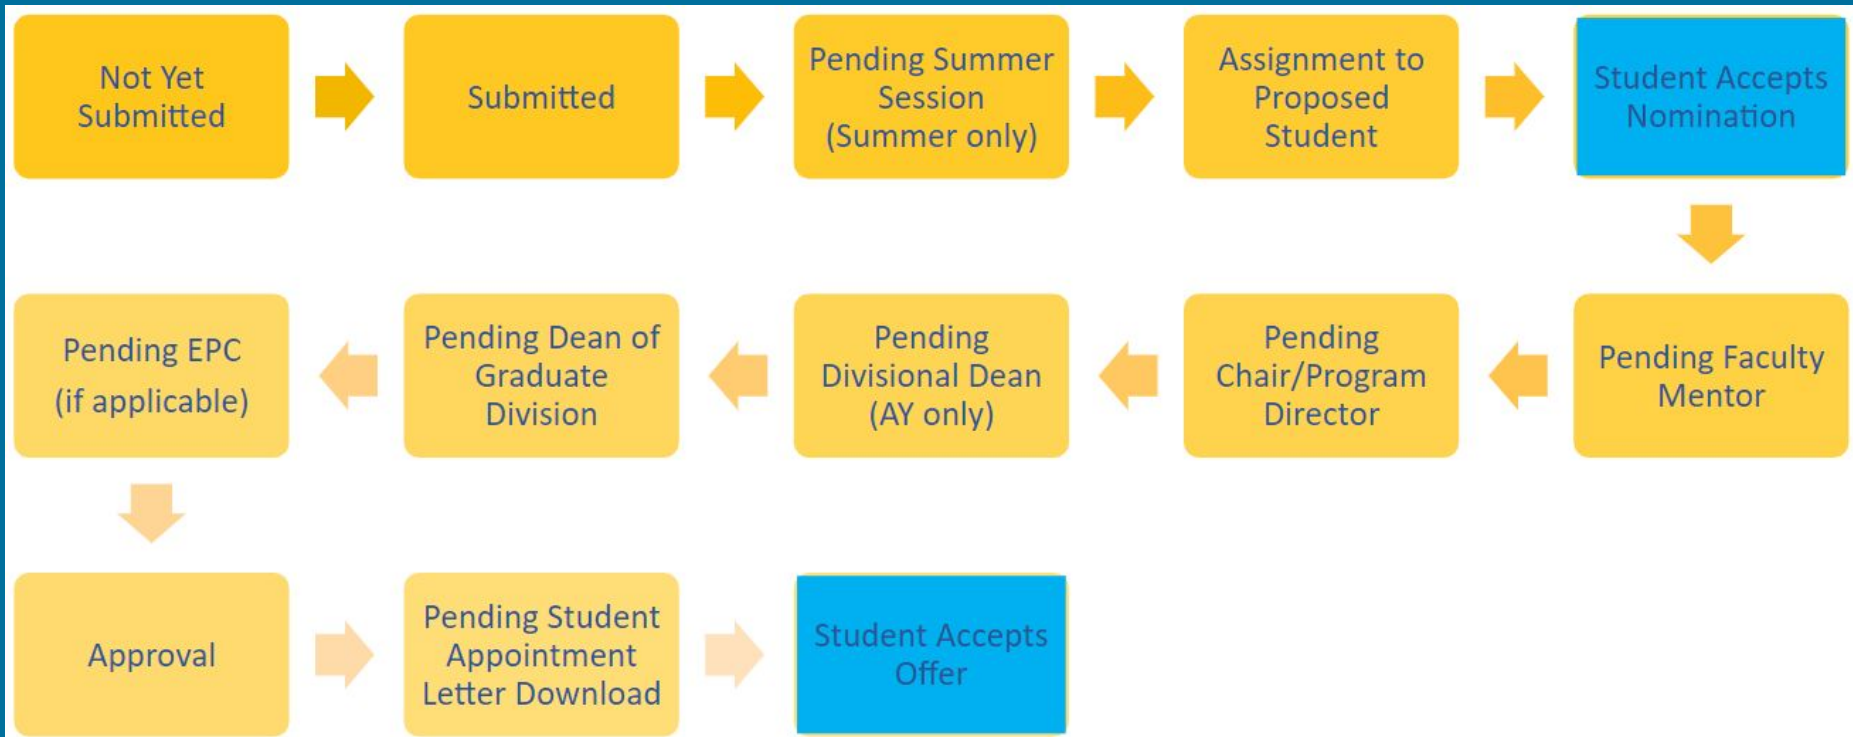 Not Yet
Submitted
Submitted
Pending Summer
Session
(Summer only)
Assignment to
Proposed
Student
Student Accepts
Nomination
Pending Faculty
Mentor
Pending
Chair/Program
Director
Pending
Divisional Dean
(AY only)
Pending Dean of
Graduate
Division
Pending EPC
(if applicable)
Approval
Pending Student
Appointment
Letter Download
Student Accepts
Offer